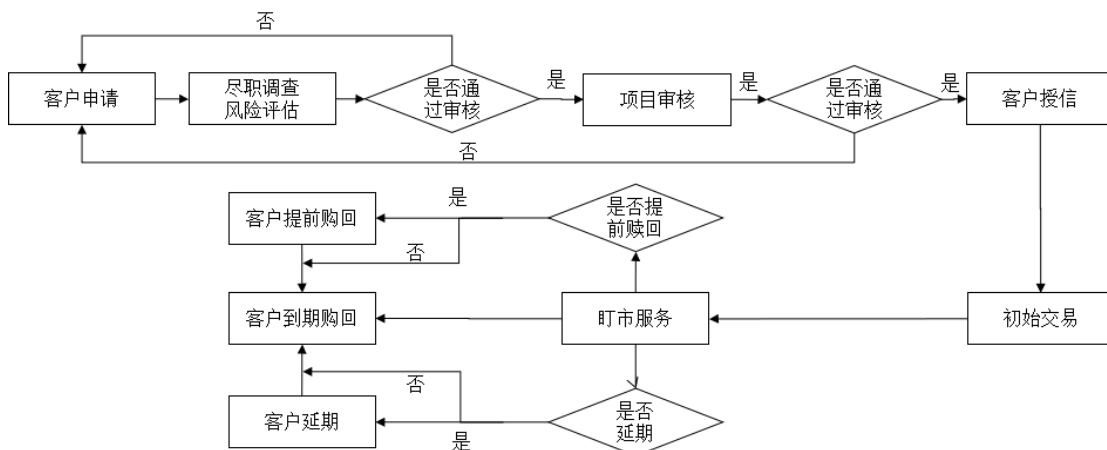 否
客户申请
尽职调查
风险评估
是否通
过审核
是
项目审核
是
是否通
过审核
是
客户授信
否
客户提前购回
是
是否提
前赎回
否
客户到期购回
盯市服务
初始交易
否
客户延期
是
是否
延期